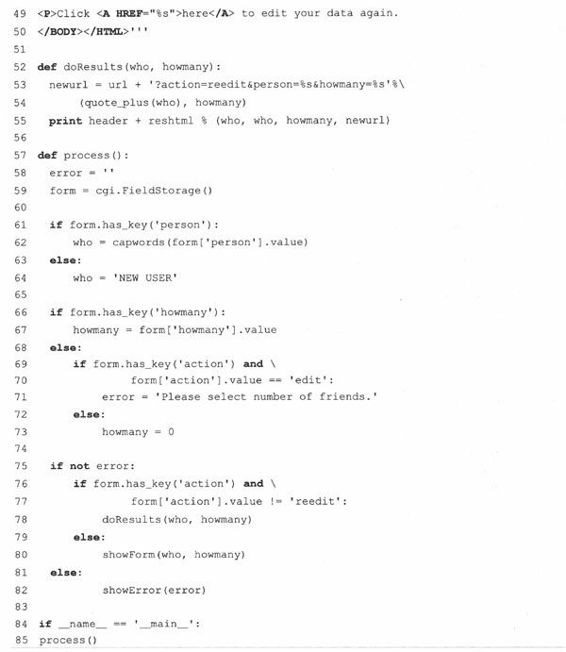 49 <P>Click <A HREF="%s">here</A> to edit your data again.
50 </BODY></HTML>'''
51
52 def doResults(who, howmany):
53 newurl = url + '?action=reedit&person=%s&howmany=%s'%\
54 (quote_plus(who), howmany)
55 print header + reshtml % (who, who, howmany, newurl)
56
57 def process():
58 error = ''
59 form = cgi.FieldStorage()
60
61 if form.has_key('person'):
62 who = capwords(form['person'].value)
63 else:
64 who = 'NEW USER'
65
66 if form.has_key('howmany'):
67 howmany = form['howmany'].value
68 else:
69 if form.has_key('action') and \
70 form['action'].value == 'edit':
71 error = 'Please select number of friends.'
72 else:
73 howmany = 0
74
75 if not error:
76 if form.has_key('action') and \
77 form['action'].value != 'reedit':
78 doResults(who, howmany)
79 else:
80 showForm(who, howmany)
81 else:
82 showError(error)
83
84 if __name__ == '__main__':
85 process()